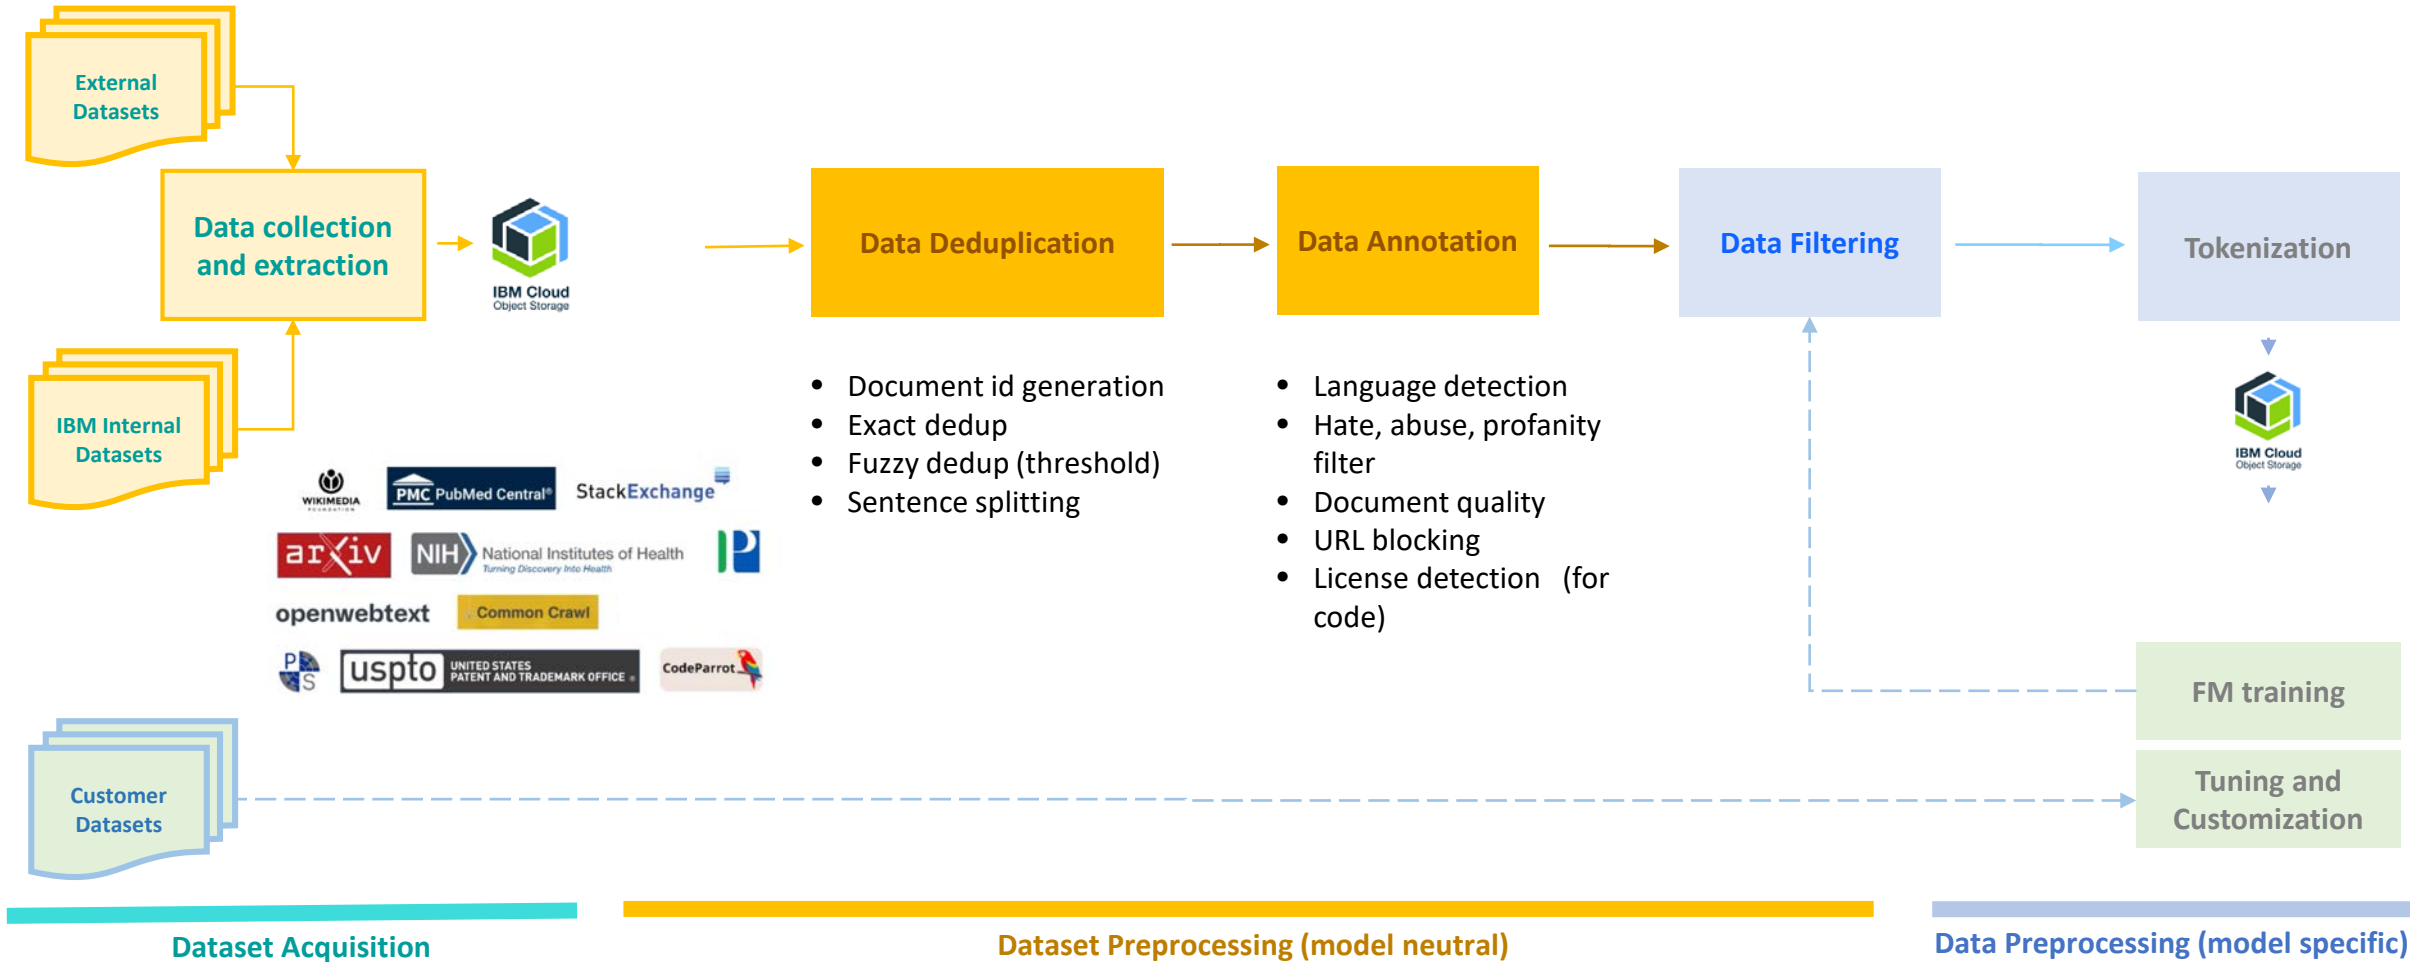 External
Datasets
Data collection
and extraction
IBM Cloud
Object Storage
Data Deduplication
Data Annotation
Data Filtering
Tokenization
IBM Internal
Datasets
• Document id generation
• Exact dedup
• Fuzzy dedup (threshold)
• Sentence splitting
• Language detection
• Hate, abuse, profanity
filter
• Document quality
• URL blocking
• License detection (for
code)
IBM Cloud
Object Storage
WIKIMEDIA
FOUNDATION
PMC PubMed Central®
StackExchange
arXiv
NIH National Institutes of Health
Turning Discovery Into Health
P
openwebtext
Common Crawl
P
S
uspto UNITED STATES
PATENT AND TRADEMARK OFFICE ®
CodeParrot
FM training
Customer
Datasets
Tuning and
Customization
Dataset Acquisition
Dataset Preprocessing (model neutral)
Data Preprocessing (model specific)